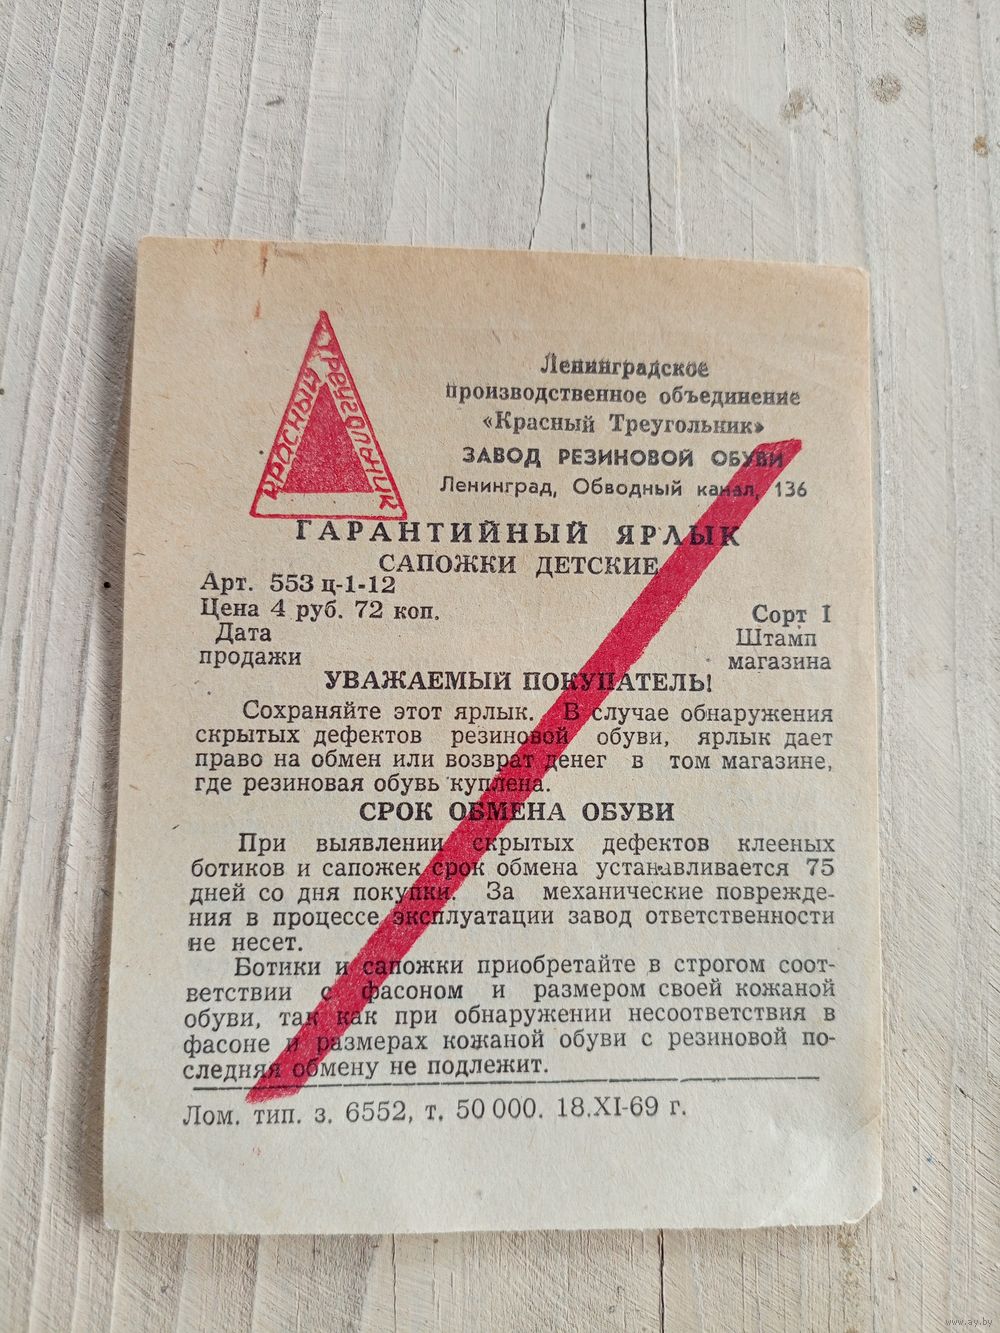 Красный Треугольник
Ленинградское
производственное объединение
«Красный Треугольник»
ЗАВОД РЕЗИНОВОЙ ОБУВИ
Ленинград, Обводный канал, 136
ГАРАНТИЙНЫЙ ЯРЛЫК
САПОЖКИ ДЕТСКИЕ
Арт. 553 ц-1-12
Цена 4 руб. 72 коп.
Сорт I
Дата
Штамп
продажи
магазина
УВАЖАЕМЫЙ ПОКУПАТЕЛЬ!
Сохраняйте этот ярлык. В случае обнаружения
скрытых дефектов резиновой обуви, ярлык дает
право на обмен или возврат денег в том магазине,
где резиновая обувь куплена.
СРОК ОБМЕНА ОБУВИ
При выявлении скрытых дефектов клееных
ботиков и сапожек срок обмена устанавливается 75
дней со дня покупки. За механические поврежде-
ния в процессе эксплуатации завод ответственности
не несет.
Ботики и сапожки приобретайте в строгом соот-
ветствии с фасоном и размером своей кожаной
обуви, так как при обнаружении несоответствия в
фасоне и размерах кожаной обуви с резиновой по-
следняя обмену не подлежит.
Лом. тип. з. 6552, т. 50 000. 18.XI-69 г.
www.ay.by